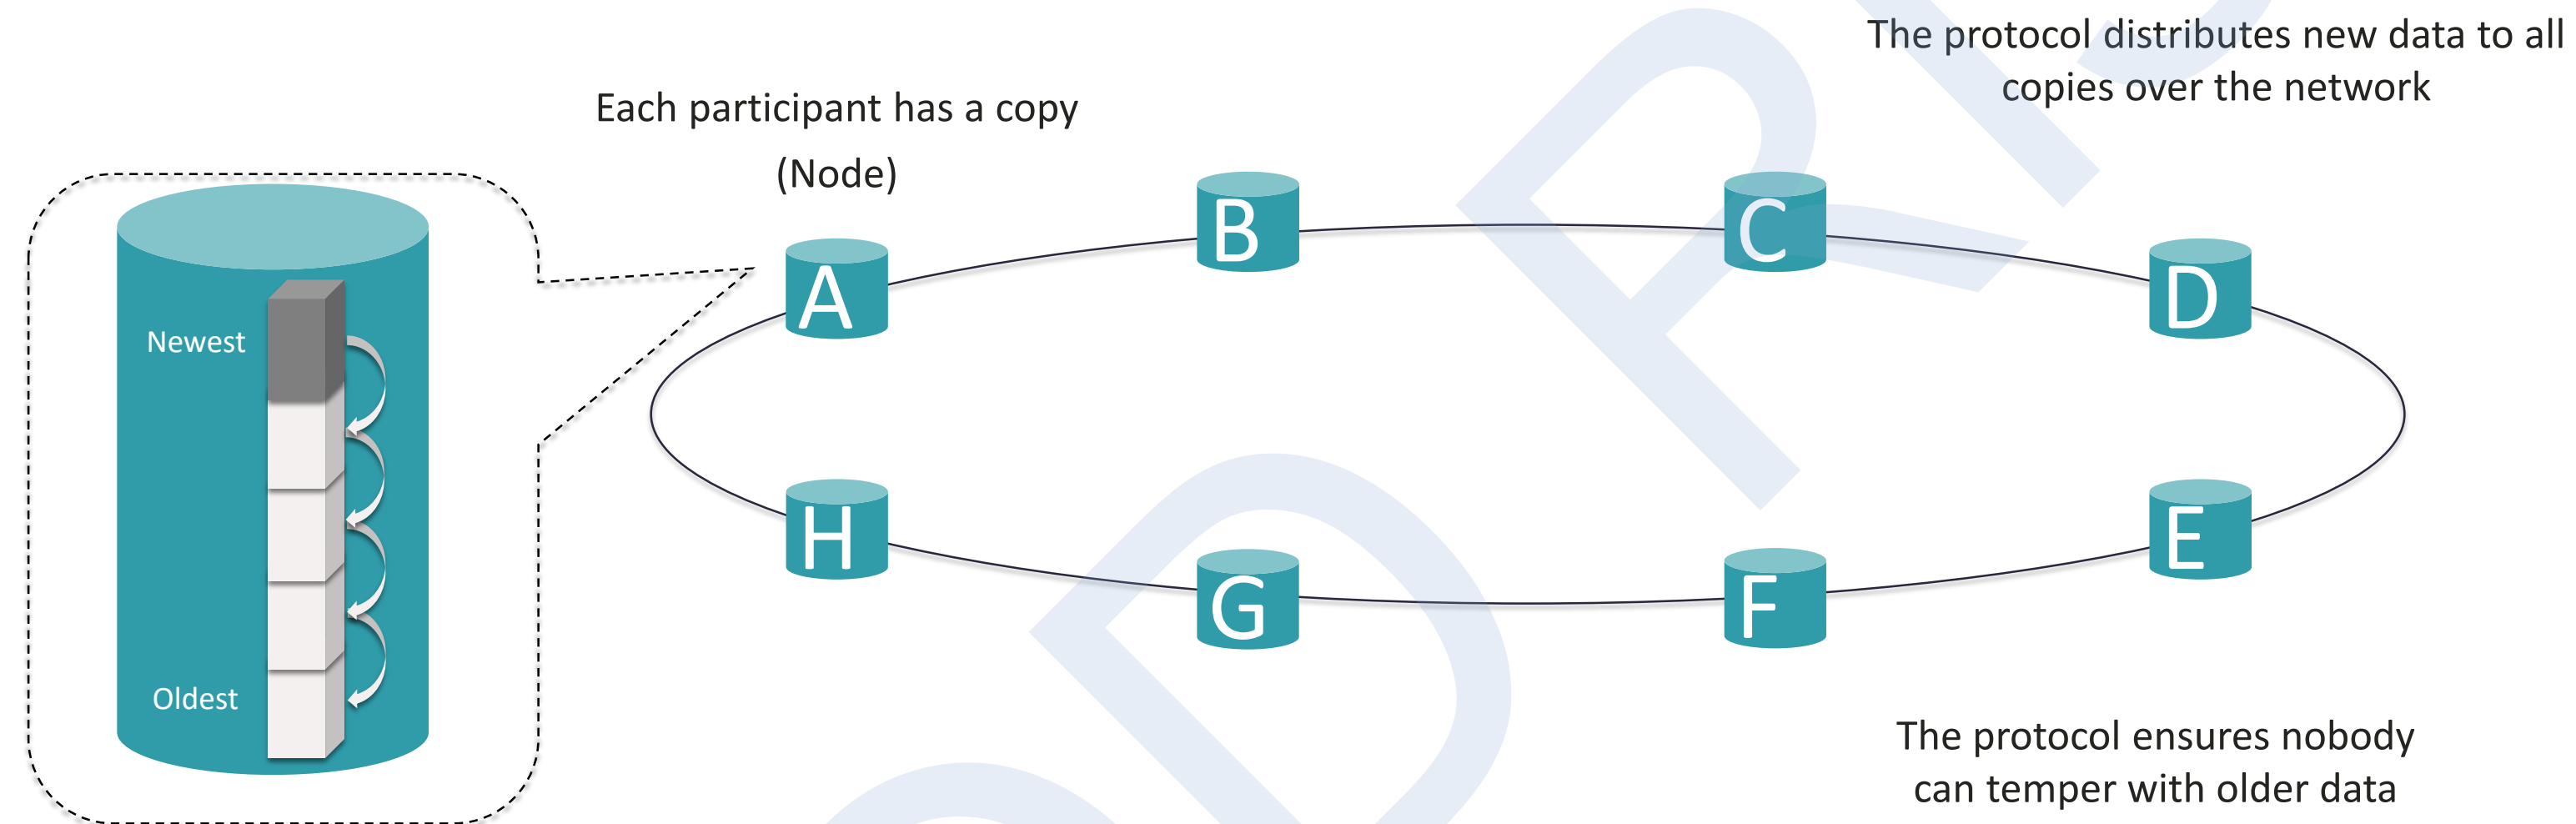 The protocol distributes new data to all
copies over the network
Each participant has a copy
(Node)
A
B
C
D
Newest
Oldest
H
G
F
E
The protocol ensures nobody
can temper with older data